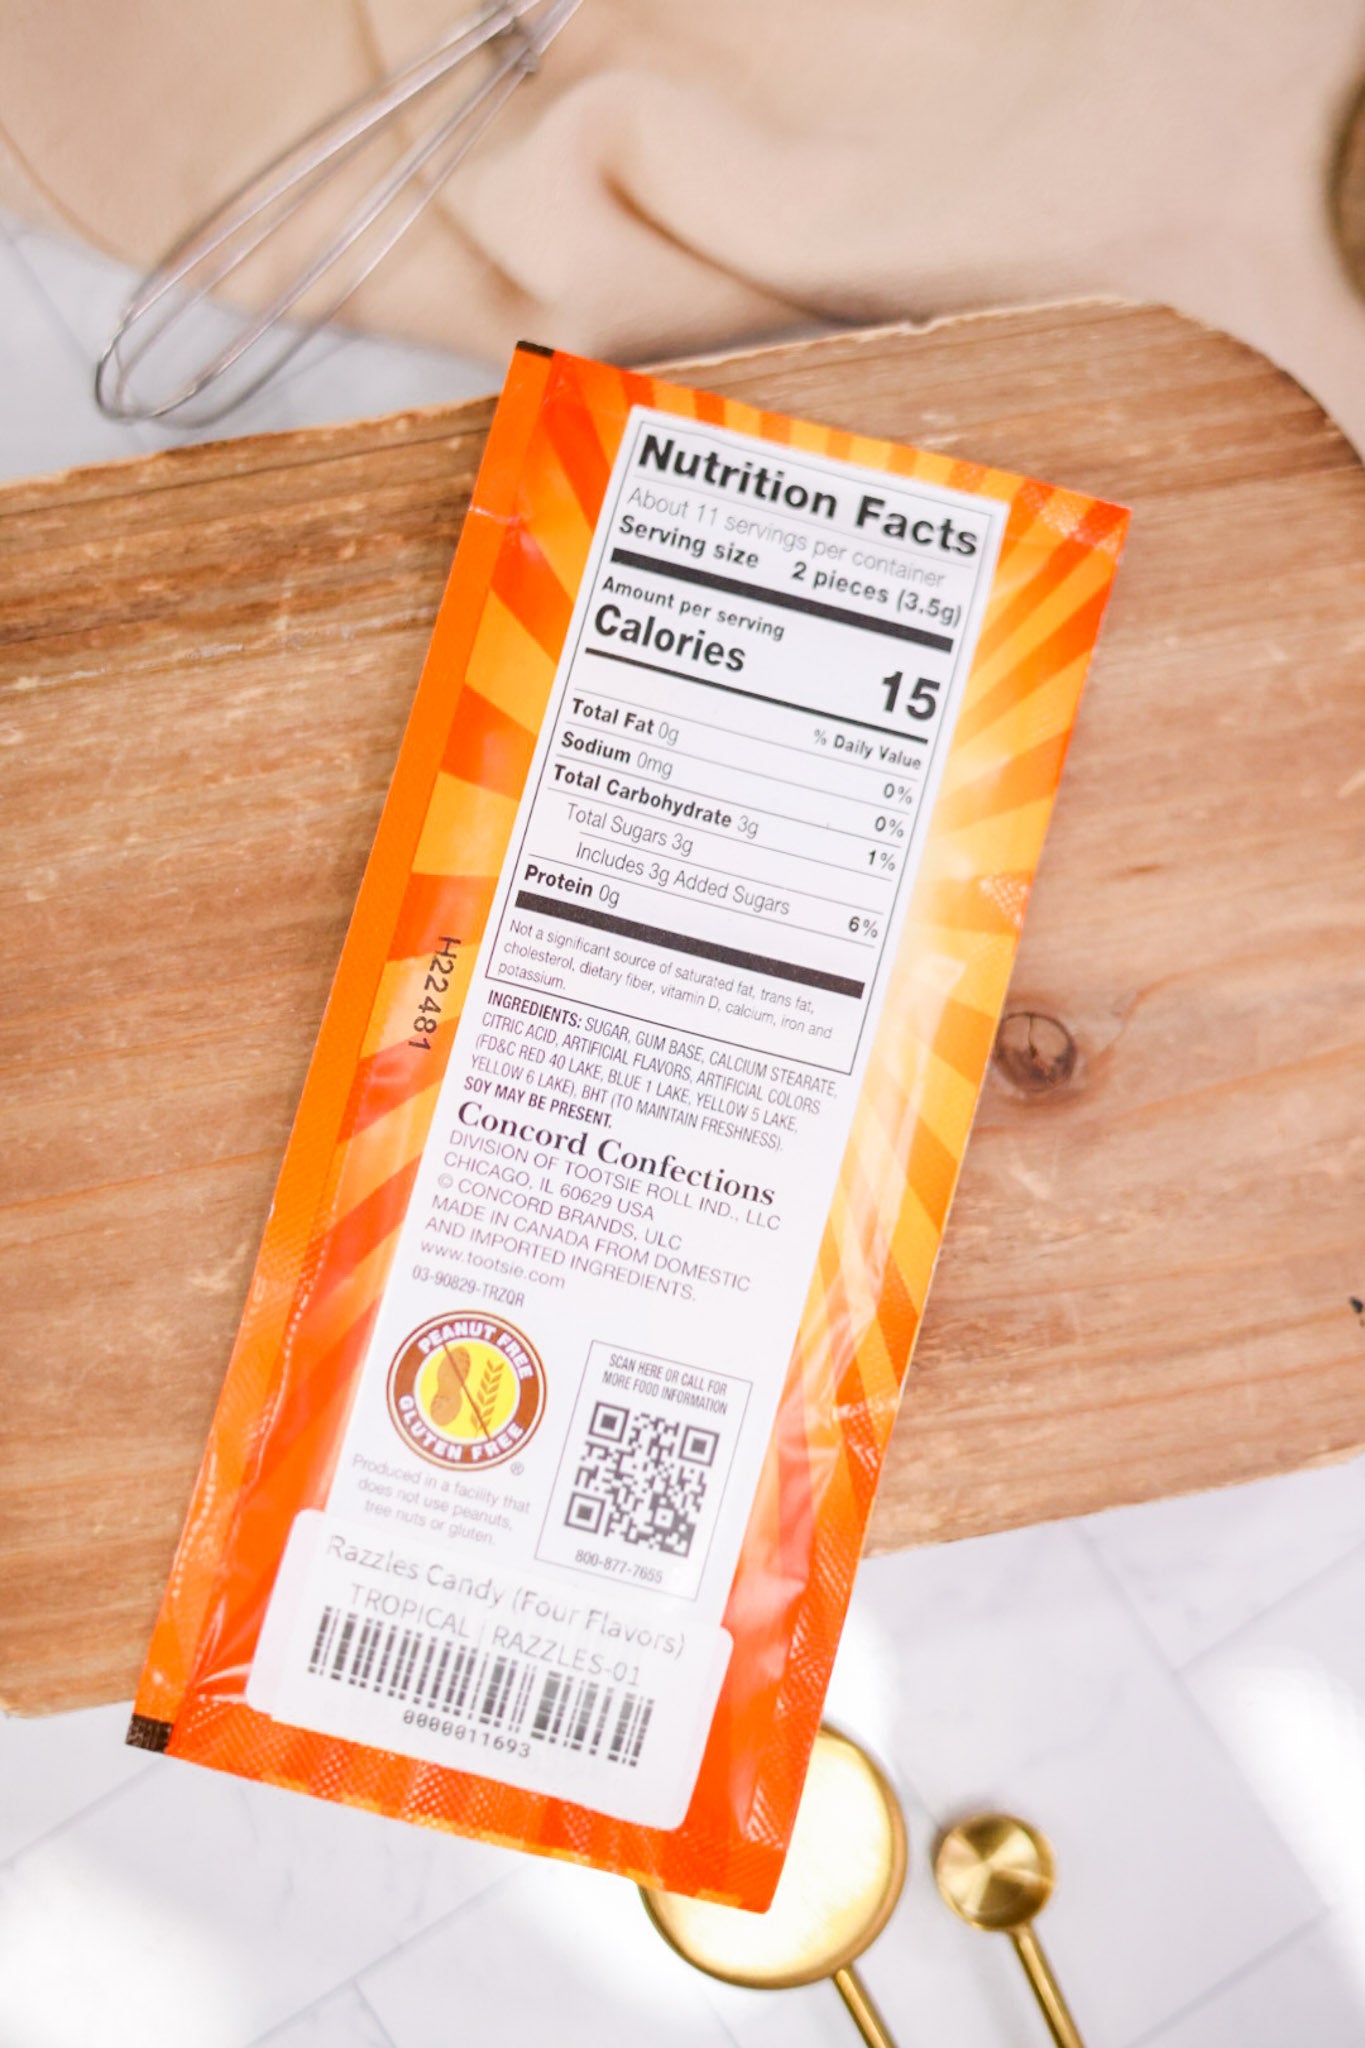 Nutrition Facts
About 11 servings per container
Serving size 2 pieces (3.5g)
Amount per serving
Calories 15
% Daily Value
Total Fat 0g 0%
Sodium 0mg 0%
Total Carbohydrate 3g 1%
Total Sugars 3g
Includes 3g Added Sugars 6%
Protein 0g
Not a significant source of saturated fat, trans fat,
cholesterol, dietary fiber, vitamin D, calcium, iron and
potassium.
INGREDIENTS: SUGAR, GUM BASE, CALCIUM STEARATE,
CITRIC ACID, ARTIFICIAL FLAVORS, ARTIFICIAL COLORS
(FD&C RED 40 LAKE, BLUE 1 LAKE, YELLOW 5 LAKE,
YELLOW 6 LAKE), BHT (TO MAINTAIN FRESHNESS).
SOY MAY BE PRESENT.
H22481
Concord Confections
DIVISION OF TOOTSIE ROLL IND., LLC
CHICAGO, IL 60629 USA
© CONCORD BRANDS, ULC
MADE IN CANADA FROM DOMESTIC
AND IMPORTED INGREDIENTS.
www.tootsie.com
03-90829-TRZQR
PEANUT FREE
GLUTEN FREE
®
Produced in a facility that
does not use peanuts,
tree nuts or gluten.
SCAN HERE OR CALL FOR
MORE FOOD INFORMATION
800-877-7655
Razzles Candy (Four Flavors)
TROPICAL RAZZLES-01
0000011693